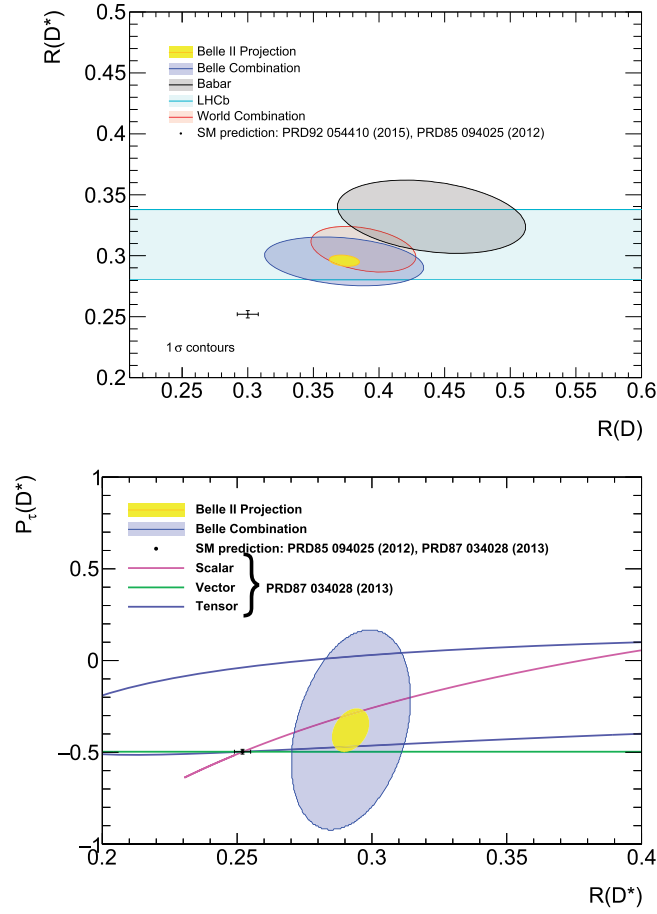 R(D*)
0.5
Belle II Projection
Belle Combination
0.45
Babar
LHCb
World Combination
0.4
SM prediction: PRD92 054410 (2015), PRD85 094025 (2012)
0.35
0.3
0.25
1 σ contours
0.2
0.25 0.3 0.35 0.4 0.45 0.5 0.55 0.6
R(D)
Pτ(D*)
1
Belle II Projection
Belle Combination
SM prediction: PRD85 094025 (2012), PRD87 034028 (2013)
0.5
Scalar
Vector } PRD87 034028 (2013)
Tensor
0
−0.5
−1
0.2 0.25 0.3 0.35 0.4
R(D*)